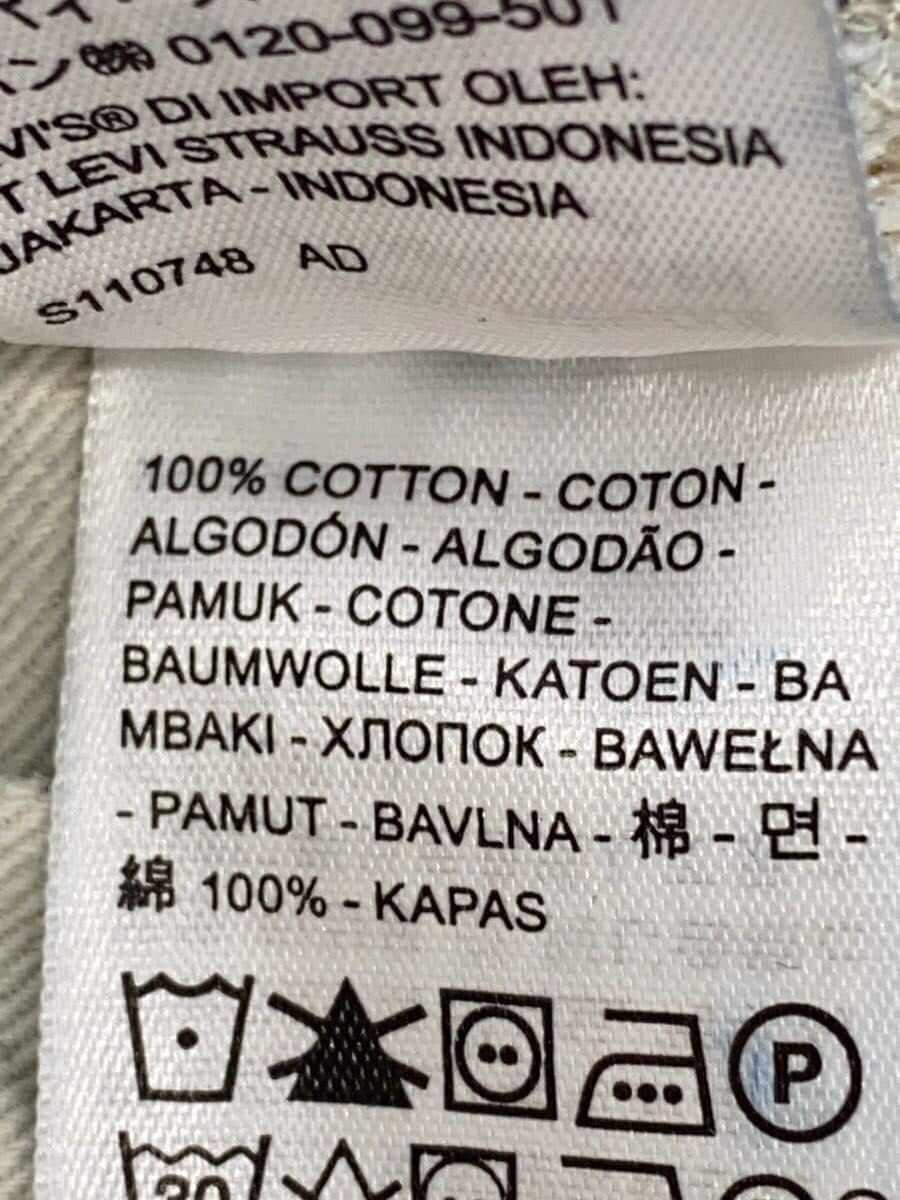 ン㈱ 0120-099-501
VI'S® DI IMPORT OLEH:
T LEVI STRAUSS INDONESIA
JAKARTA - INDONESIA
S110748 AD
100% COTTON - COTON -
ALGODÓN - ALGODÃO -
PAMUK - COTONE -
BAUMWOLLE - KATOEN - BA
MBAKI - ХЛОПОК - BAWEŁNA
- PAMUT - BAVLNA - 棉 - 면 -
綿 100% - KAPAS
P
30